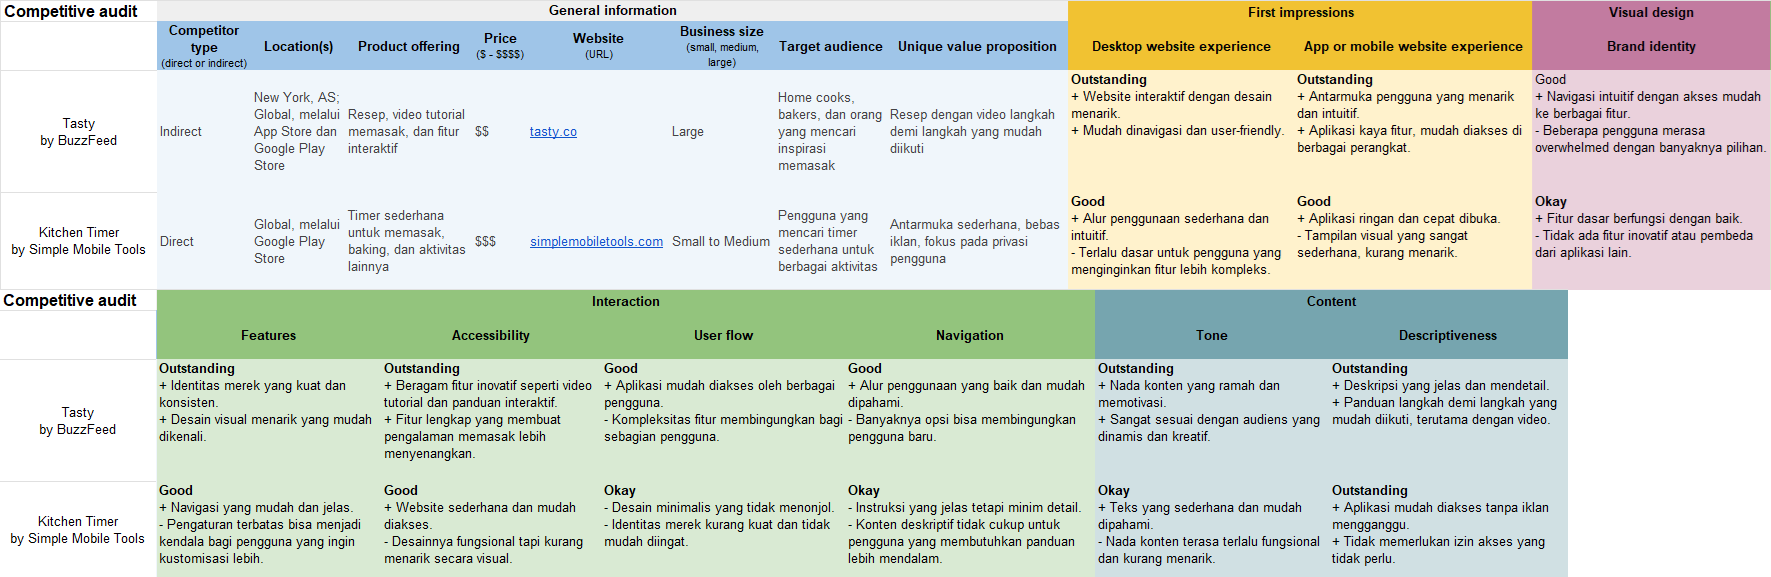 Competitive audit
General information
First impressions
Visual design
Competitor
type
(direct or indirect)
Location(s)
Product offering
Price
($ - $$$$)
Website
(URL)
Business size
(small, medium,
large)
Target audience
Unique value proposition
Desktop website experience
App or mobile website experience
Brand identity
Tasty
by BuzzFeed
Indirect
New York, AS;
Global, melalui
App Store dan
Google Play
Store
Resep, video tutorial
memasak, dan fitur
interaktif
$$
tasty.co
Large
Home cooks,
bakers, dan orang
yang mencari
inspirasi
memasak
Resep dengan video langkah
demi langkah yang mudah
diikuti
Outstanding
+ Website interaktif dengan desain
menarik.
+ Mudah dinavigasi dan user-friendly.
Outstanding
+ Antarmuka pengguna yang menarik
dan intuitif.
+ Aplikasi kaya fitur, mudah diakses di
berbagai perangkat.
Good
+ Navigasi intuitif dengan akses mudah
ke berbagai fitur.
- Beberapa pengguna merasa
overwhelmed dengan banyaknya pilihan.
Kitchen Timer
by Simple Mobile Tools
Direct
Global, melalui
Google Play
Store
Timer sederhana
untuk memasak,
baking, dan aktivitas
lainnya
$$$
simplemobiletools.com
Small to Medium
Pengguna yang
mencari timer
sederhana untuk
berbagai aktivitas
Antarmuka sederhana, bebas
iklan, fokus pada privasi
pengguna
Good
+ Alur penggunaan sederhana dan
intuitif.
- Terlalu dasar untuk pengguna yang
menginginkan fitur lebih kompleks.
Good
+ Aplikasi ringan dan cepat dibuka.
- Tampilan visual yang sangat
sederhana, kurang menarik.
Okay
+ Fitur dasar berfungsi dengan baik.
- Tidak ada fitur inovatif atau pembeda
dari aplikasi lain.
Competitive audit
Interaction
Content
Features
Accessibility
User flow
Navigation
Tone
Descriptiveness
Tasty
by BuzzFeed
Outstanding
+ Identitas merek yang kuat dan
konsisten.
+ Desain visual menarik yang mudah
dikenali.
Outstanding
+ Beragam fitur inovatif seperti video
tutorial dan panduan interaktif.
+ Fitur lengkap yang membuat
pengalaman memasak lebih
menyenangkan.
Good
+ Aplikasi mudah diakses oleh berbagai
pengguna.
- Kompleksitas fitur membingungkan bagi
sebagian pengguna.
Good
+ Alur penggunaan yang baik dan mudah
dipahami.
- Banyaknya opsi bisa membingungkan
pengguna baru.
Outstanding
+ Nada konten yang ramah dan
memotivasi.
+ Sangat sesuai dengan audiens yang
dinamis dan kreatif.
Outstanding
+ Deskripsi yang jelas dan mendetail.
+ Panduan langkah demi langkah yang
mudah diikuti, terutama dengan video.
Kitchen Timer
by Simple Mobile Tools
Good
+ Navigasi yang mudah dan jelas.
- Pengaturan terbatas bisa menjadi
kendala bagi pengguna yang ingin
kustomisasi lebih.
Good
+ Website sederhana dan mudah
diakses.
- Desainnya fungsional tapi kurang
menarik secara visual.
Okay
- Desain minimalis yang tidak menonjol.
- Identitas merek kurang kuat dan tidak
mudah diingat.
Okay
- Instruksi yang jelas tetapi minim detail.
- Konten deskriptif tidak cukup untuk
pengguna yang membutuhkan panduan
lebih mendalam.
Okay
+ Teks yang sederhana dan mudah
dipahami.
- Nada konten terasa terlalu fungsional
dan kurang menarik.
Outstanding
+ Aplikasi mudah diakses tanpa iklan
mengganggu.
+ Tidak memerlukan izin akses yang
tidak perlu.